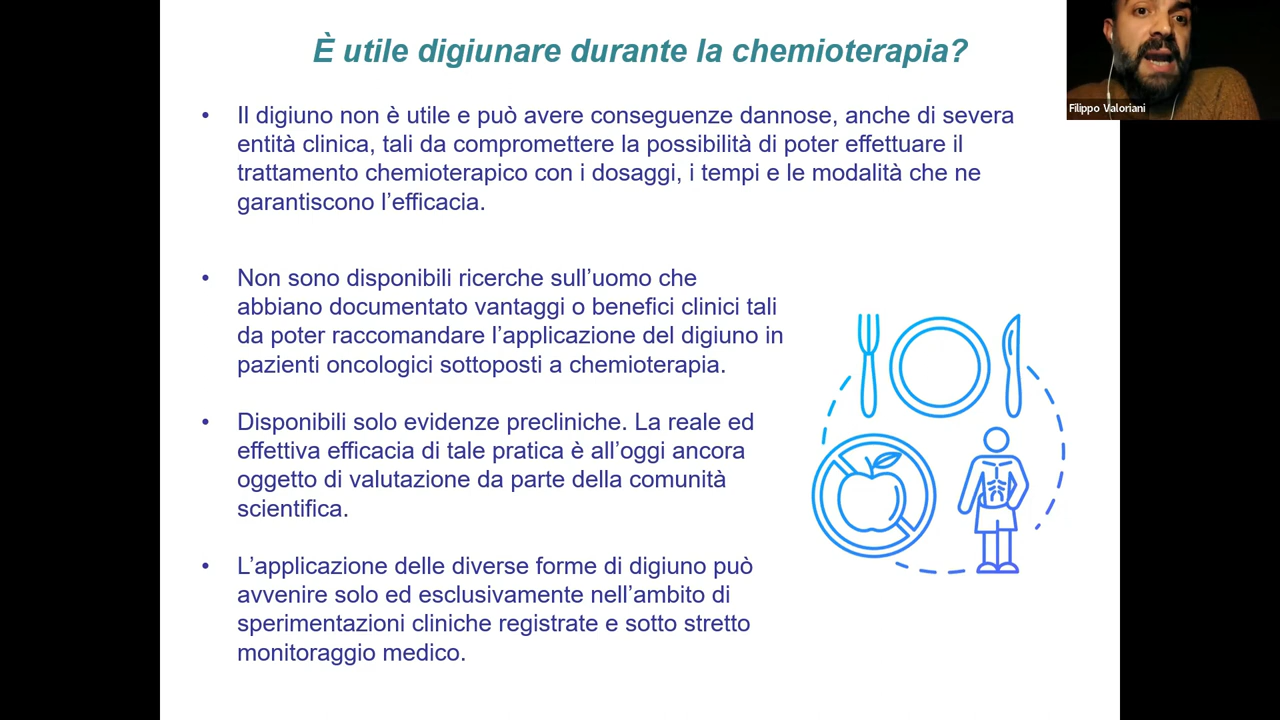 È utile digiunare durante la chemioterapia?
Filippo Valoriani
• Il digiuno non è utile e può avere conseguenze dannose, anche di severa
entità clinica, tali da compromettere la possibilità di poter effettuare il
trattamento chemioterapico con i dosaggi, i tempi e le modalità che ne
garantiscono l’efficacia.
• Non sono disponibili ricerche sull’uomo che
abbiano documentato vantaggi o benefici clinici tali
da poter raccomandare l’applicazione del digiuno in
pazienti oncologici sottoposti a chemioterapia.
• Disponibili solo evidenze precliniche. La reale ed
effettiva efficacia di tale pratica è all’oggi ancora
oggetto di valutazione da parte della comunità
scientifica.
• L’applicazione delle diverse forme di digiuno può
avvenire solo ed esclusivamente nell’ambito di
sperimentazioni cliniche registrate e sotto stretto
monitoraggio medico.